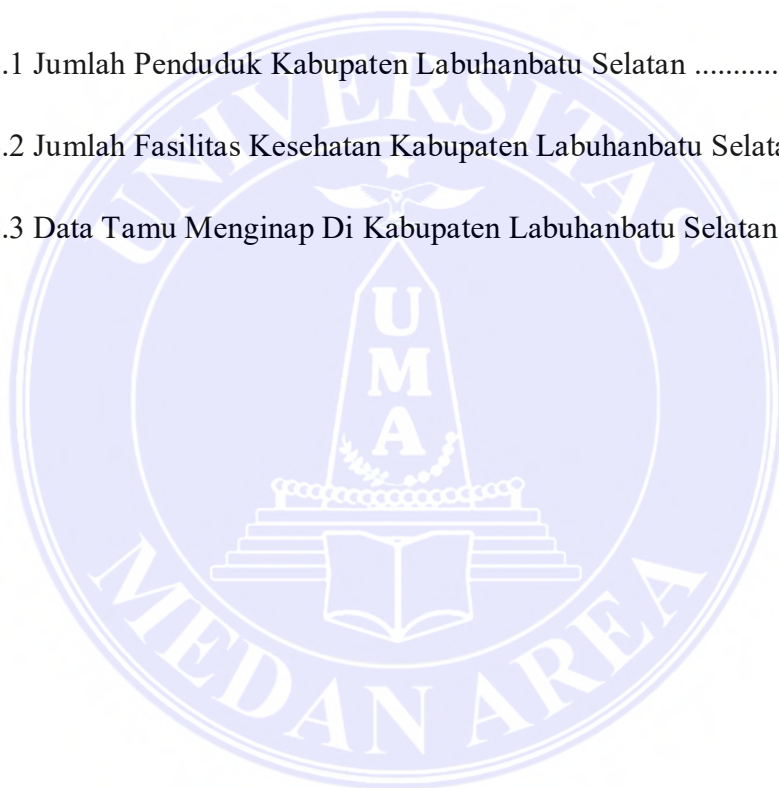 .1 Jumlah Penduduk Kabupaten Labuhanbatu Selatan ...........
.2 Jumlah Fasilitas Kesehatan Kabupaten Labuhanbatu
.3 Data Tamu Menginap Di Kabupaten Labuhanbatu Selatan
UNIVERSITAS
U
M
A
MEDAN AREA